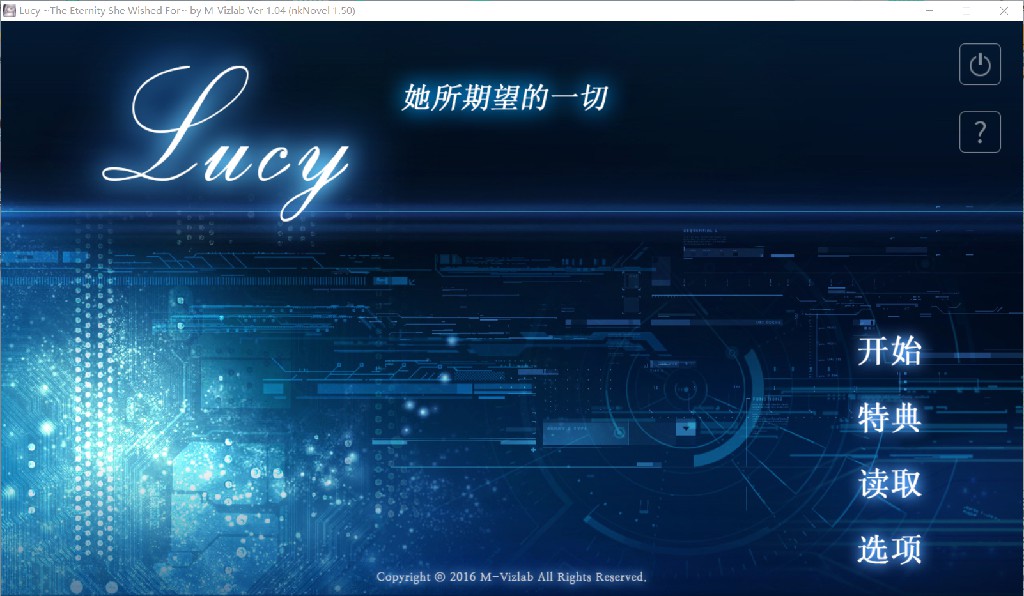 Lucy ~The Eternity She Wished For~ by M-Vizlab Ver 1.04 (nkNovel 1.50)
Lucy
她所期望的一切
?
开始
特典
读取
选项
Copyright ® 2016 M-Vizlab All Rights Reserved.